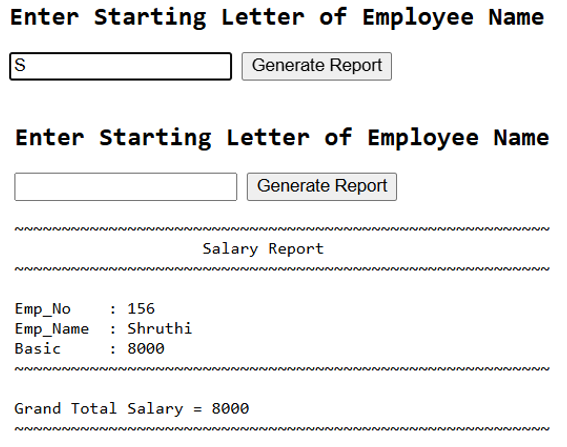 Enter Starting Letter of Employee Name
S Generate Report
Enter Starting Letter of Employee Name
Generate Report
~~~~~~~~~~~~~~~~~~~~~~~~~~~~~~~~~~~~~~~~~~~~~~~~~~~~~~~~~
Salary Report
~~~~~~~~~~~~~~~~~~~~~~~~~~~~~~~~~~~~~~~~~~~~~~~~~~~~~~~~~
Emp_No : 156
Emp_Name : Shruthi
Basic : 8000
~~~~~~~~~~~~~~~~~~~~~~~~~~~~~~~~~~~~~~~~~~~~~~~~~~~~~~~~~
Grand Total Salary = 8000
~~~~~~~~~~~~~~~~~~~~~~~~~~~~~~~~~~~~~~~~~~~~~~~~~~~~~~~~~